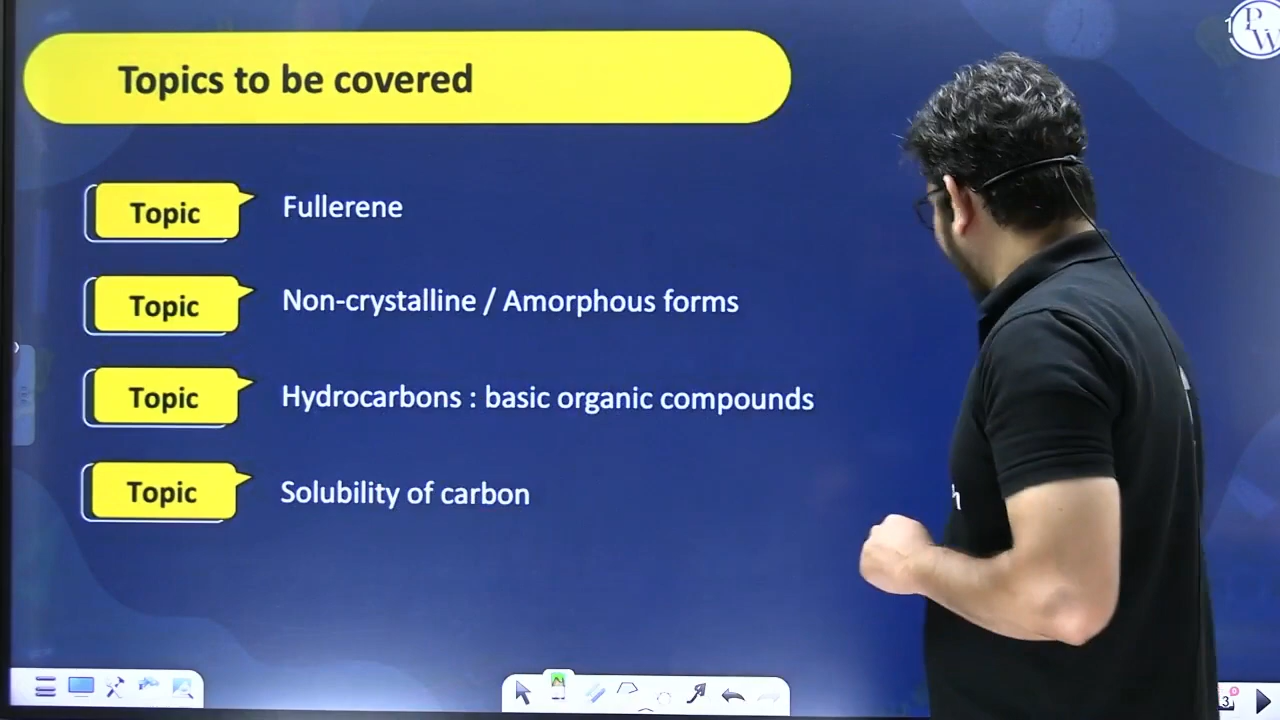 Topics to be covered
Topic Fullerene
Topic Non-crystalline / Amorphous forms
Topic Hydrocarbons : basic organic compounds
Topic Solubility of carbon
PW